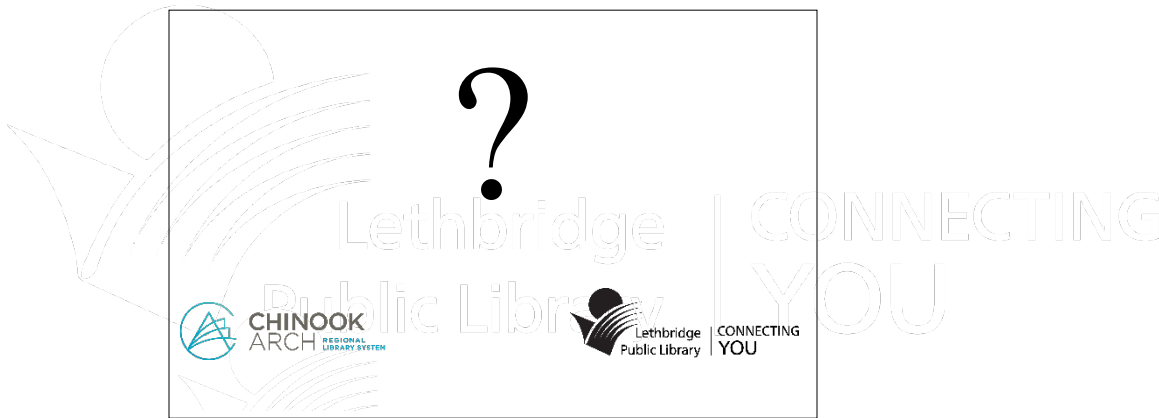 ?
Lethbridge
Public Library
CONNECTING
YOU
CHINOOK
ARCH REGIONAL
LIBRARY SYSTEM
Lethbridge
Public Library
CONNECTING
YOU